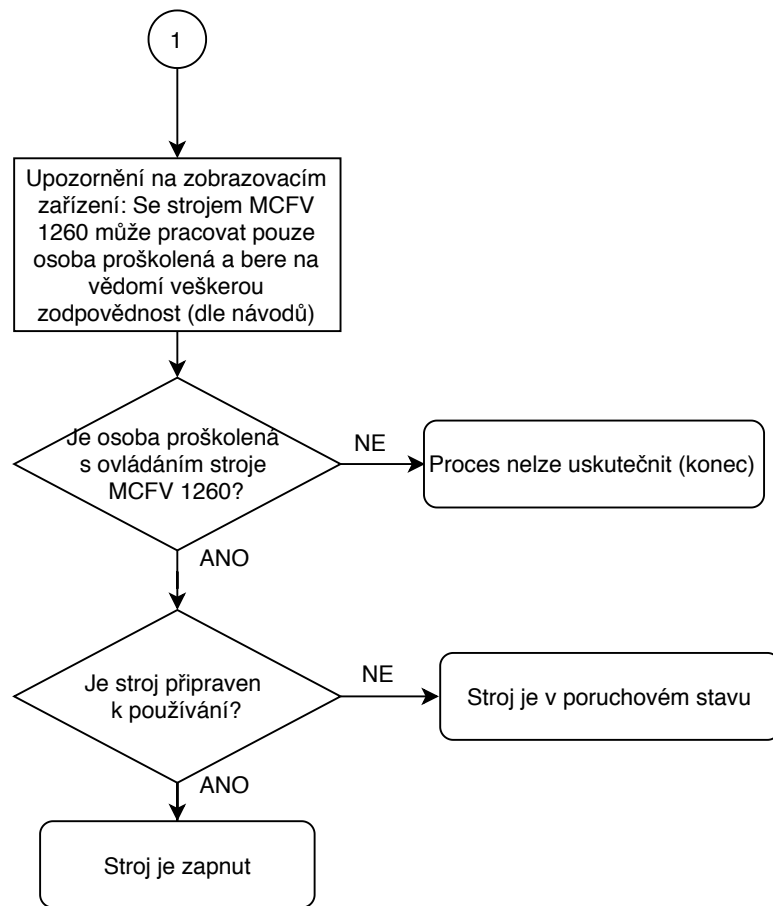 1
Upozornění na zobrazovacím
zařízení: Se strojem MCFV
1260 může pracovat pouze
osoba proškolená a bere na
vědomí veškerou
zodpovědnost (dle návodů)
Je osoba proškolená
s ovládáním stroje
MCFV 1260?
NE
Proces nelze uskutečnit (konec)
ANO
Je stroj připraven
k používání?
NE
Stroj je v poruchovém stavu
ANO
Stroj je zapnut